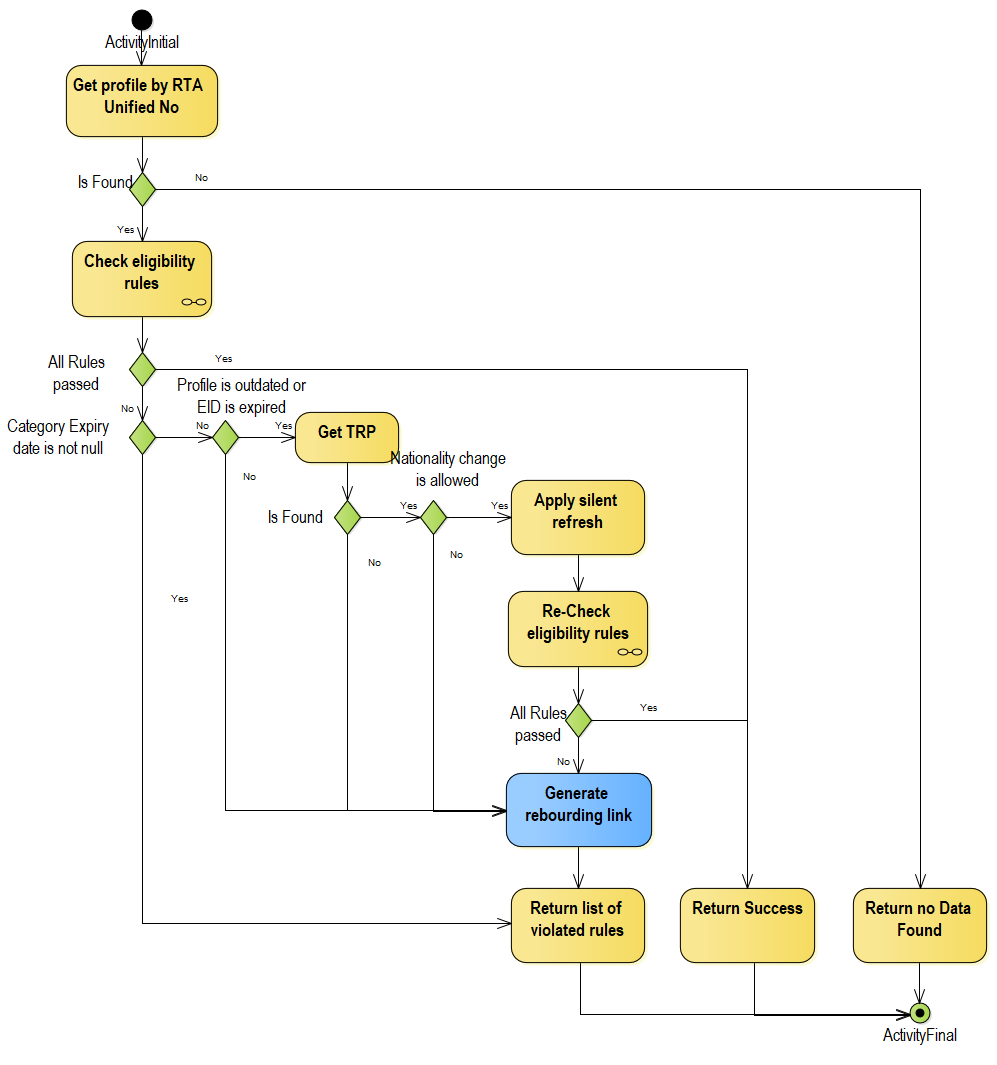 ActivityInitial
Get profile by RTA
Unified No
Is Found
No
Yes
Check eligibility
rules
All Rules
passed
Yes
No
Profile is outdated or
EID is expired
Category Expiry
date is not null
No
Yes
Get TRP
No
Nationality change
is allowed
Is Found
Yes
Yes
Apply silent
refresh
No
No
Yes
Re-Check
eligibility rules
All Rules
passed
Yes
No
Generate
rebourding link
Return list of
violated rules
Return Success
Return no Data
Found
ActivityFinal